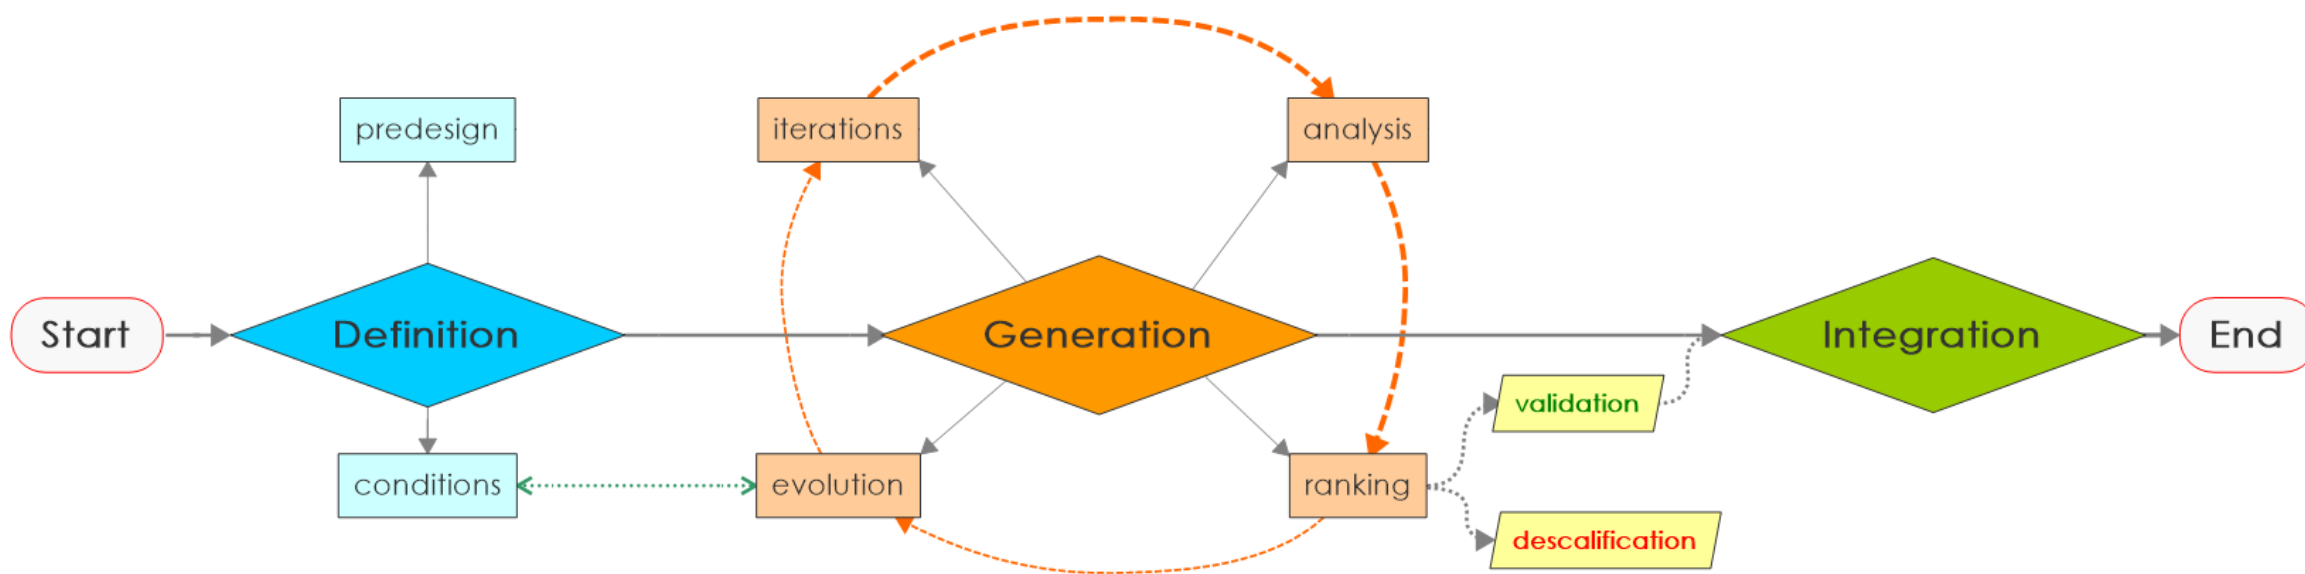 predesign
iterations
analysis
Start
Definition
Generation
Integration
End
validation
conditions
evolution
ranking
descalification